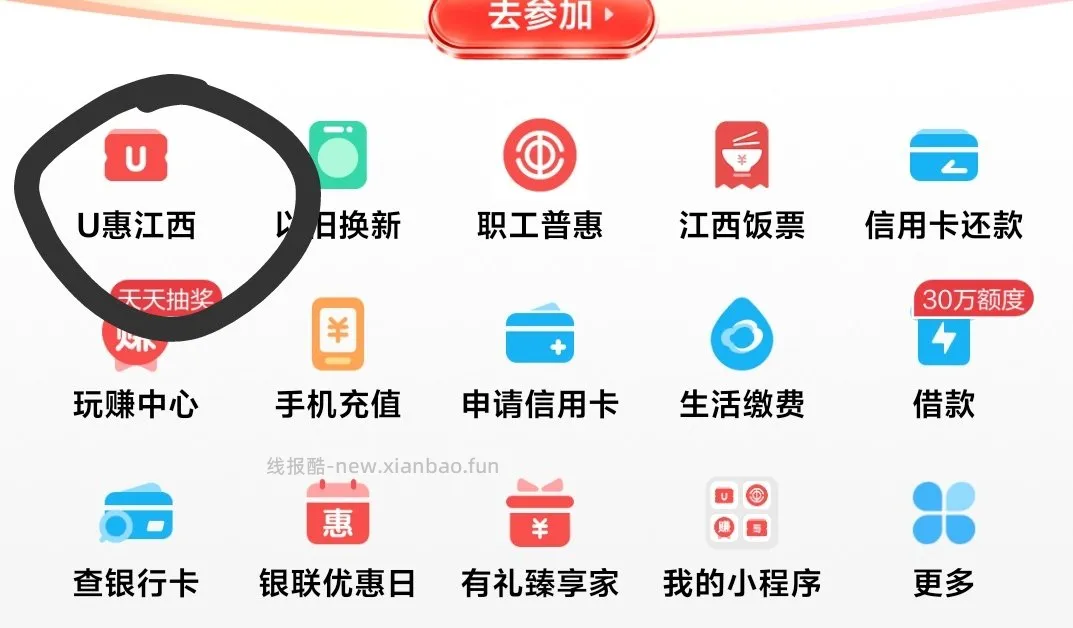 去参加
U
¥
U惠江西
以旧换新
职工普惠
江西饭票
信用卡还款
天天抽奖
30万额度
赚
¥
玩赚中心
手机充值
申请信用卡
生活缴费
借款
线报酷-new.xianbao.fun
惠
¥
U
赚
查银行卡
银联优惠日
有礼臻享家
我的小程序
更多